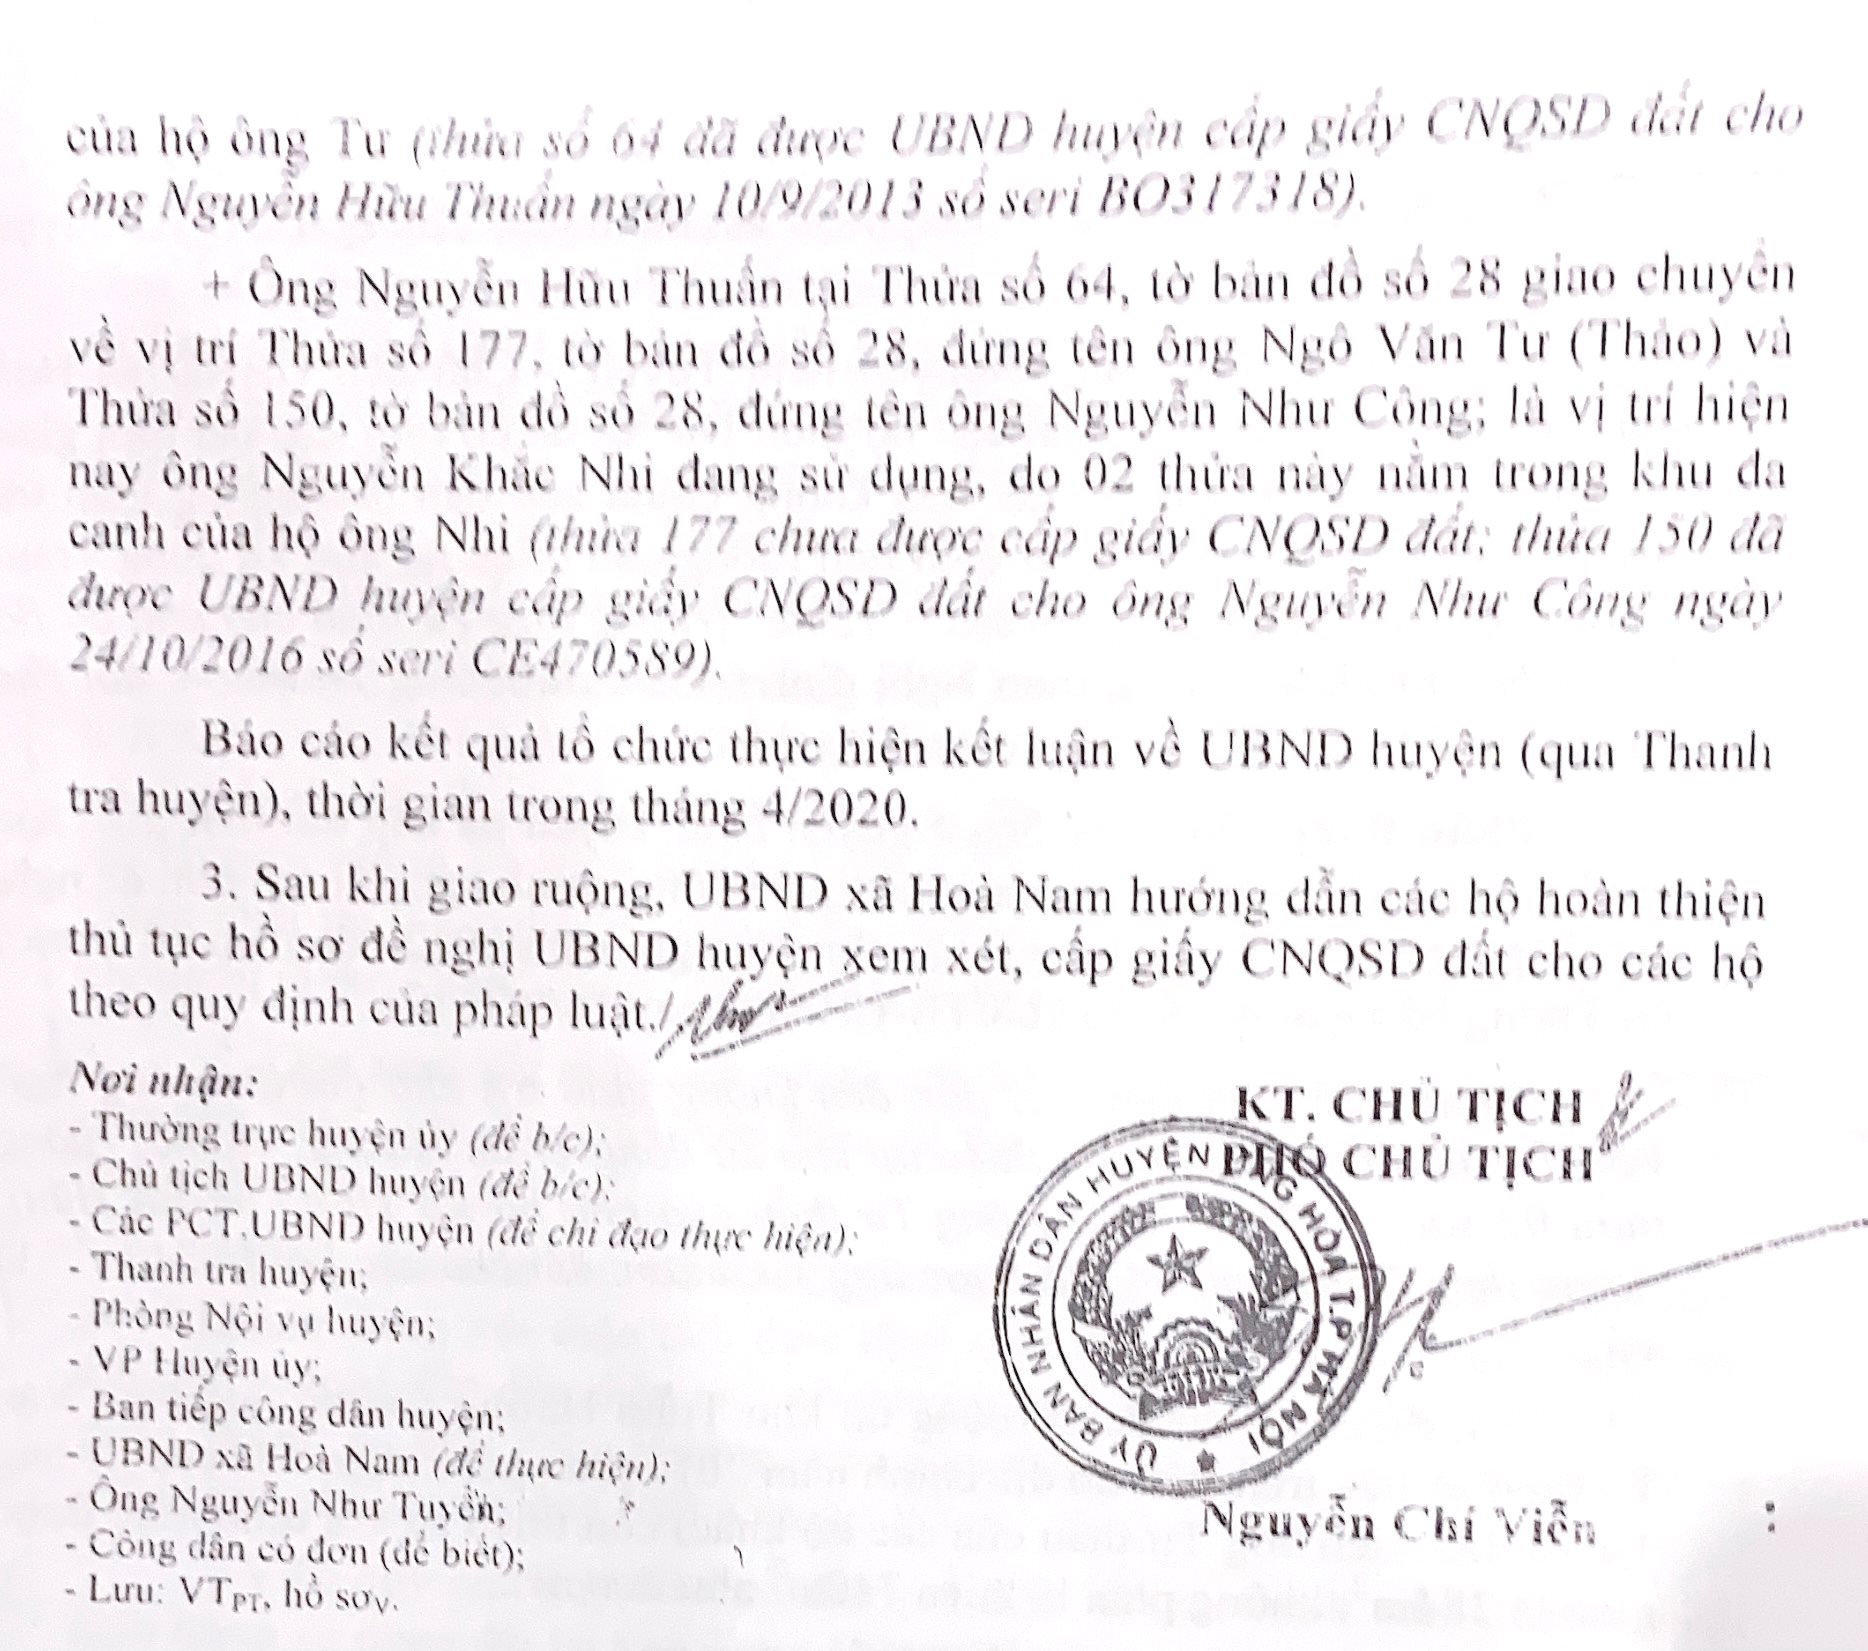 của hộ ông Tư (thửa số 64 đã được UBND huyện cấp giấy CNQSD đất cho
ông Nguyễn Hữu Thuấn ngày 10/9/2013 số seri BO317318).
+ Ông Nguyễn Hữu Thuấn tại Thửa số 64, tờ bản đồ số 28 giao chuyển
về vị trí Thửa số 177, tờ bản đồ số 28, đứng tên ông Ngô Văn Tư (Thảo) và
Thửa số 150, tờ bản đồ số 28, đứng tên ông Nguyễn Như Công; là vị trí hiện
nay ông Nguyễn Khắc Nhi đang sử dụng, do 02 thửa này nằm trong khu đa
canh của hộ ông Nhi (thửa 177 chưa được cấp giấy CNQSD đất; thửa 150 đã
được UBND huyện cấp giấy CNQSD đất cho ông Nguyễn Như Công ngày
24/10/2016 số seri CE470589).
Báo cáo kết quả tổ chức thực hiện kết luận về UBND huyện (qua Thanh
tra huyện), thời gian trong tháng 4/2020.
3. Sau khi giao ruộng, UBND xã Hoà Nam hướng dẫn các hộ hoàn thiện
thủ tục hồ sơ đề nghị UBND huyện xem xét, cấp giấy CNQSD đất cho các hộ
theo quy định của pháp luật./.
Nơi nhận:
- Thường trực huyện ủy (để b/c);
- Chủ tịch UBND huyện (để b/c);
- Các PCT.UBND huyện (để chỉ đạo thực hiện);
- Thanh tra huyện;
- Phòng Nội vụ huyện;
- VP Huyện ủy;
- Ban tiếp công dân huyện;
- UBND xã Hoà Nam (để thực hiện);
- Ông Nguyễn Như Tuyển;
- Công dân có đơn (để biết);
- Lưu: VTPT, hồ sơV.
KT. CHỦ TỊCH
PHÓ CHỦ TỊCH
ỦY BAN NHÂN DÂN HUYỆN ỨNG HÒA T.P HÀ NỘI
Nguyễn Chí Viễn